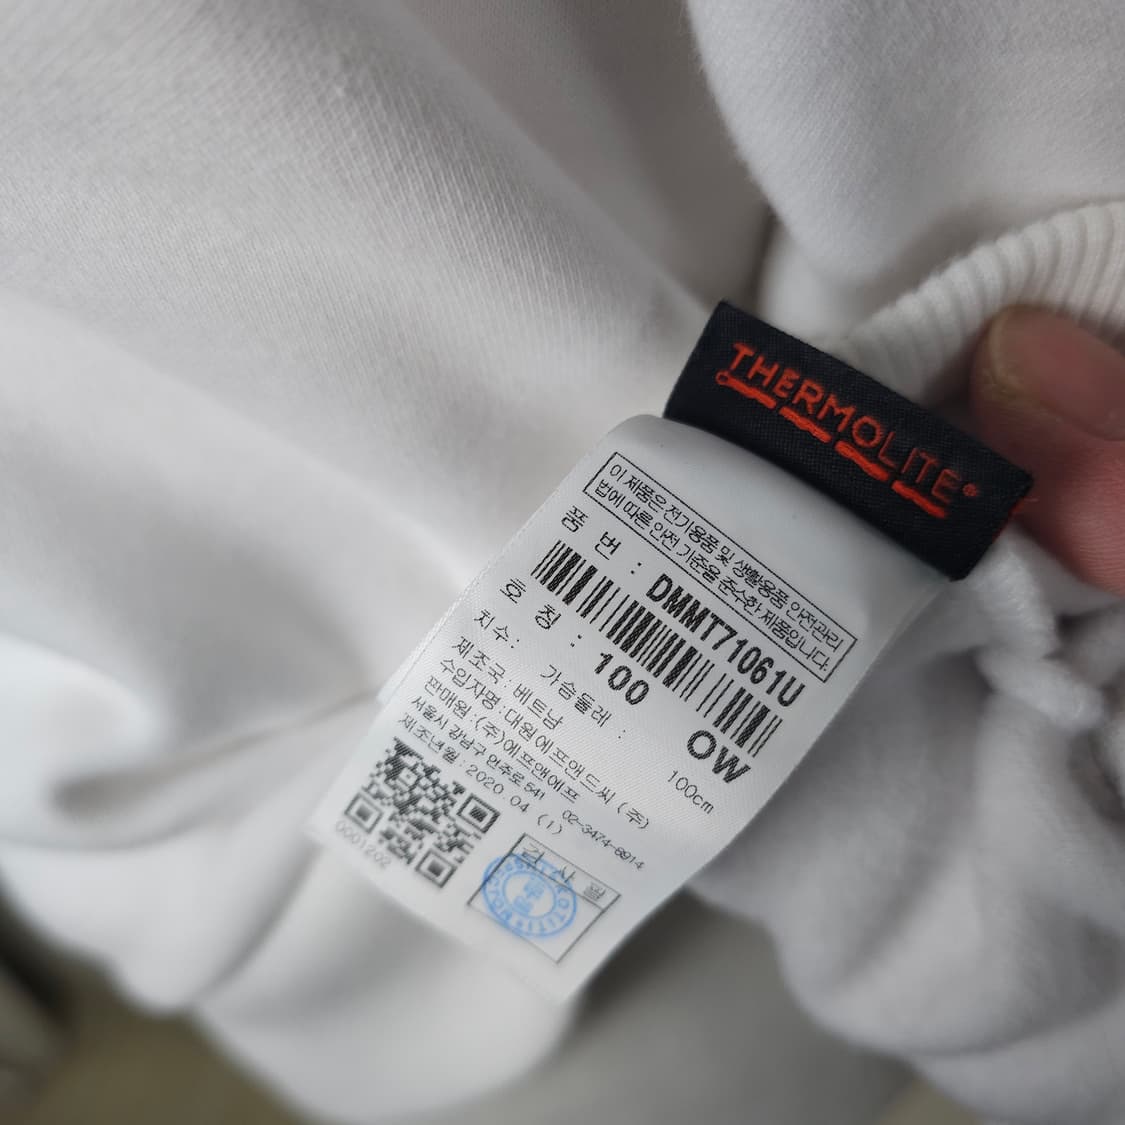 THERMOLITE®
이 제품은 전기용품 및 생활용품 안전관리
법에 따른 안전 기준을 준수한 제품입니다.
품 번 : DMMT71061U
호 칭 : 100 OW
치수 : 가슴둘레 : 100cm
제조국 : 베트남
수입자명 : 대원에프앤드씨 (주)
판매원 : (주)에프앤에프
서울시 강남구 언주로 541 02-3474-8914
제조년월 : 2020 04 (1)
0001202
검 사 필